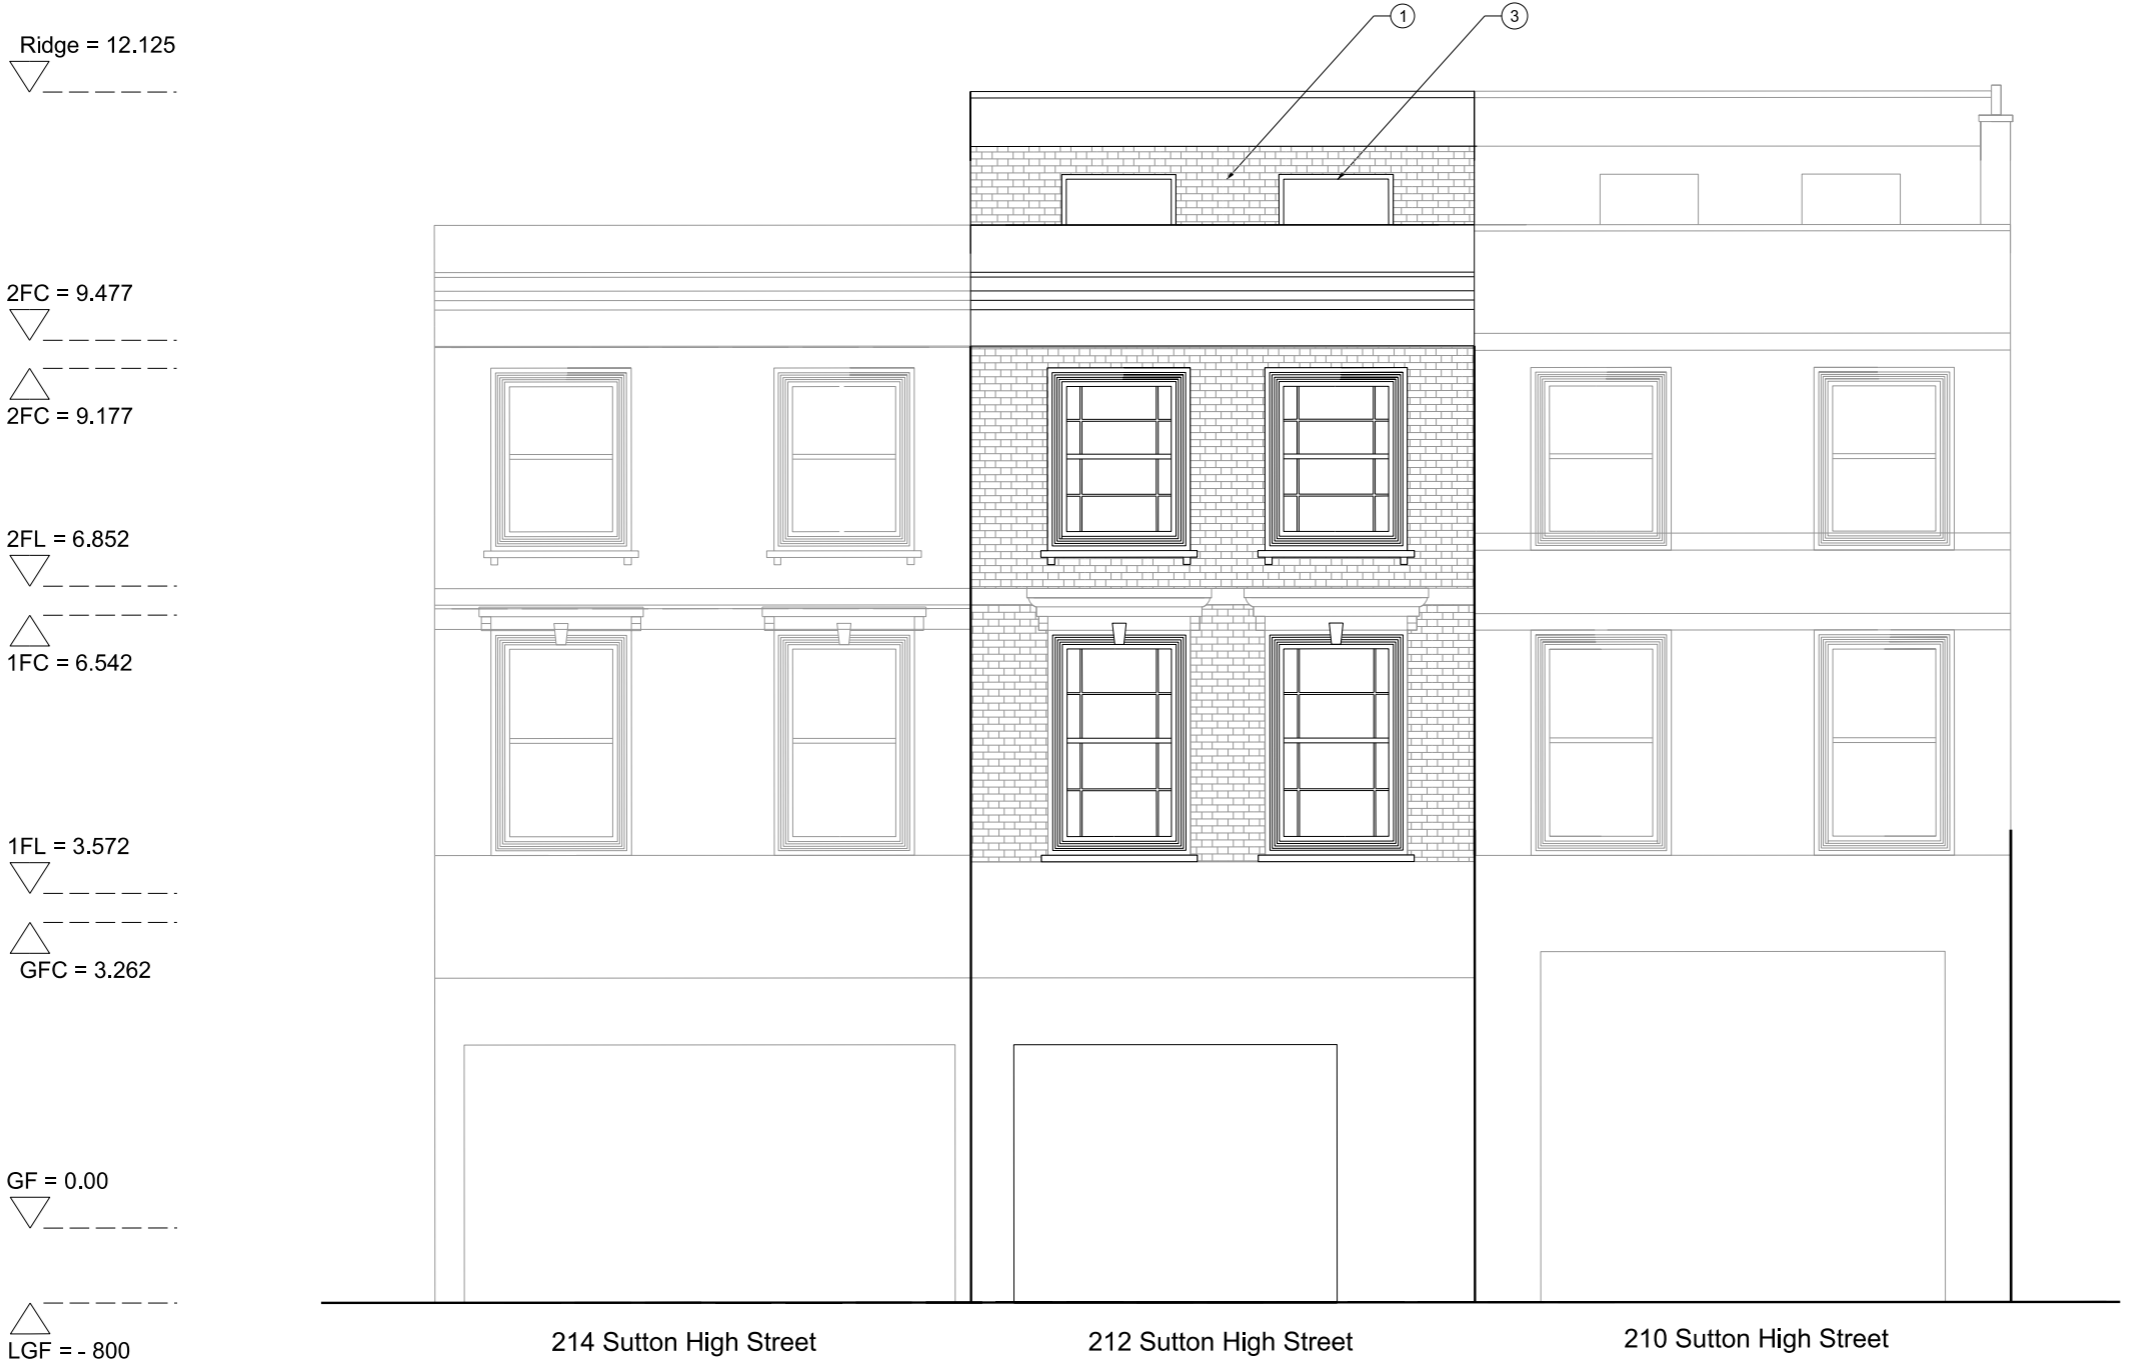 1
3
Ridge = 12.125
2FC = 9.477
2FC = 9.177
2FL = 6.852
1FC = 6.542
1FL = 3.572
GFC = 3.262
GF = 0.00
LGF = - 800
214 Sutton High Street
212 Sutton High Street
210 Sutton High Street